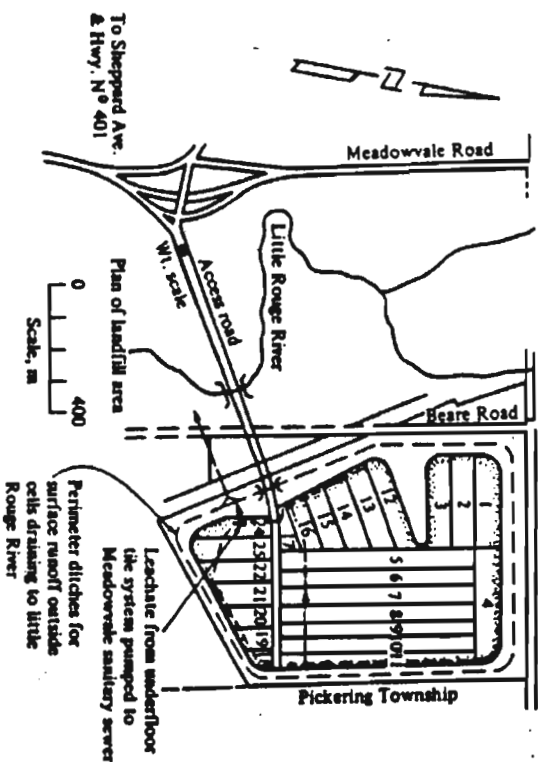 To Sheppard Ave.
& Hwy. Nº 401
Meadowvale Road
Little Rouge River
Access road
Wt. scale
Plan of landfill area
0 400
Scale, m
Beare Road
1
2
3
4
5 6 7 8 9 10 11
12
13
14
15
16
24 25 22 21 20 19
Pickering Township
Leachate from underfloor
tile system pumped to
Meadowvale sanitary sewer
Perimeter ditches for
surface runoff outside
cells draining to little
Rouge River